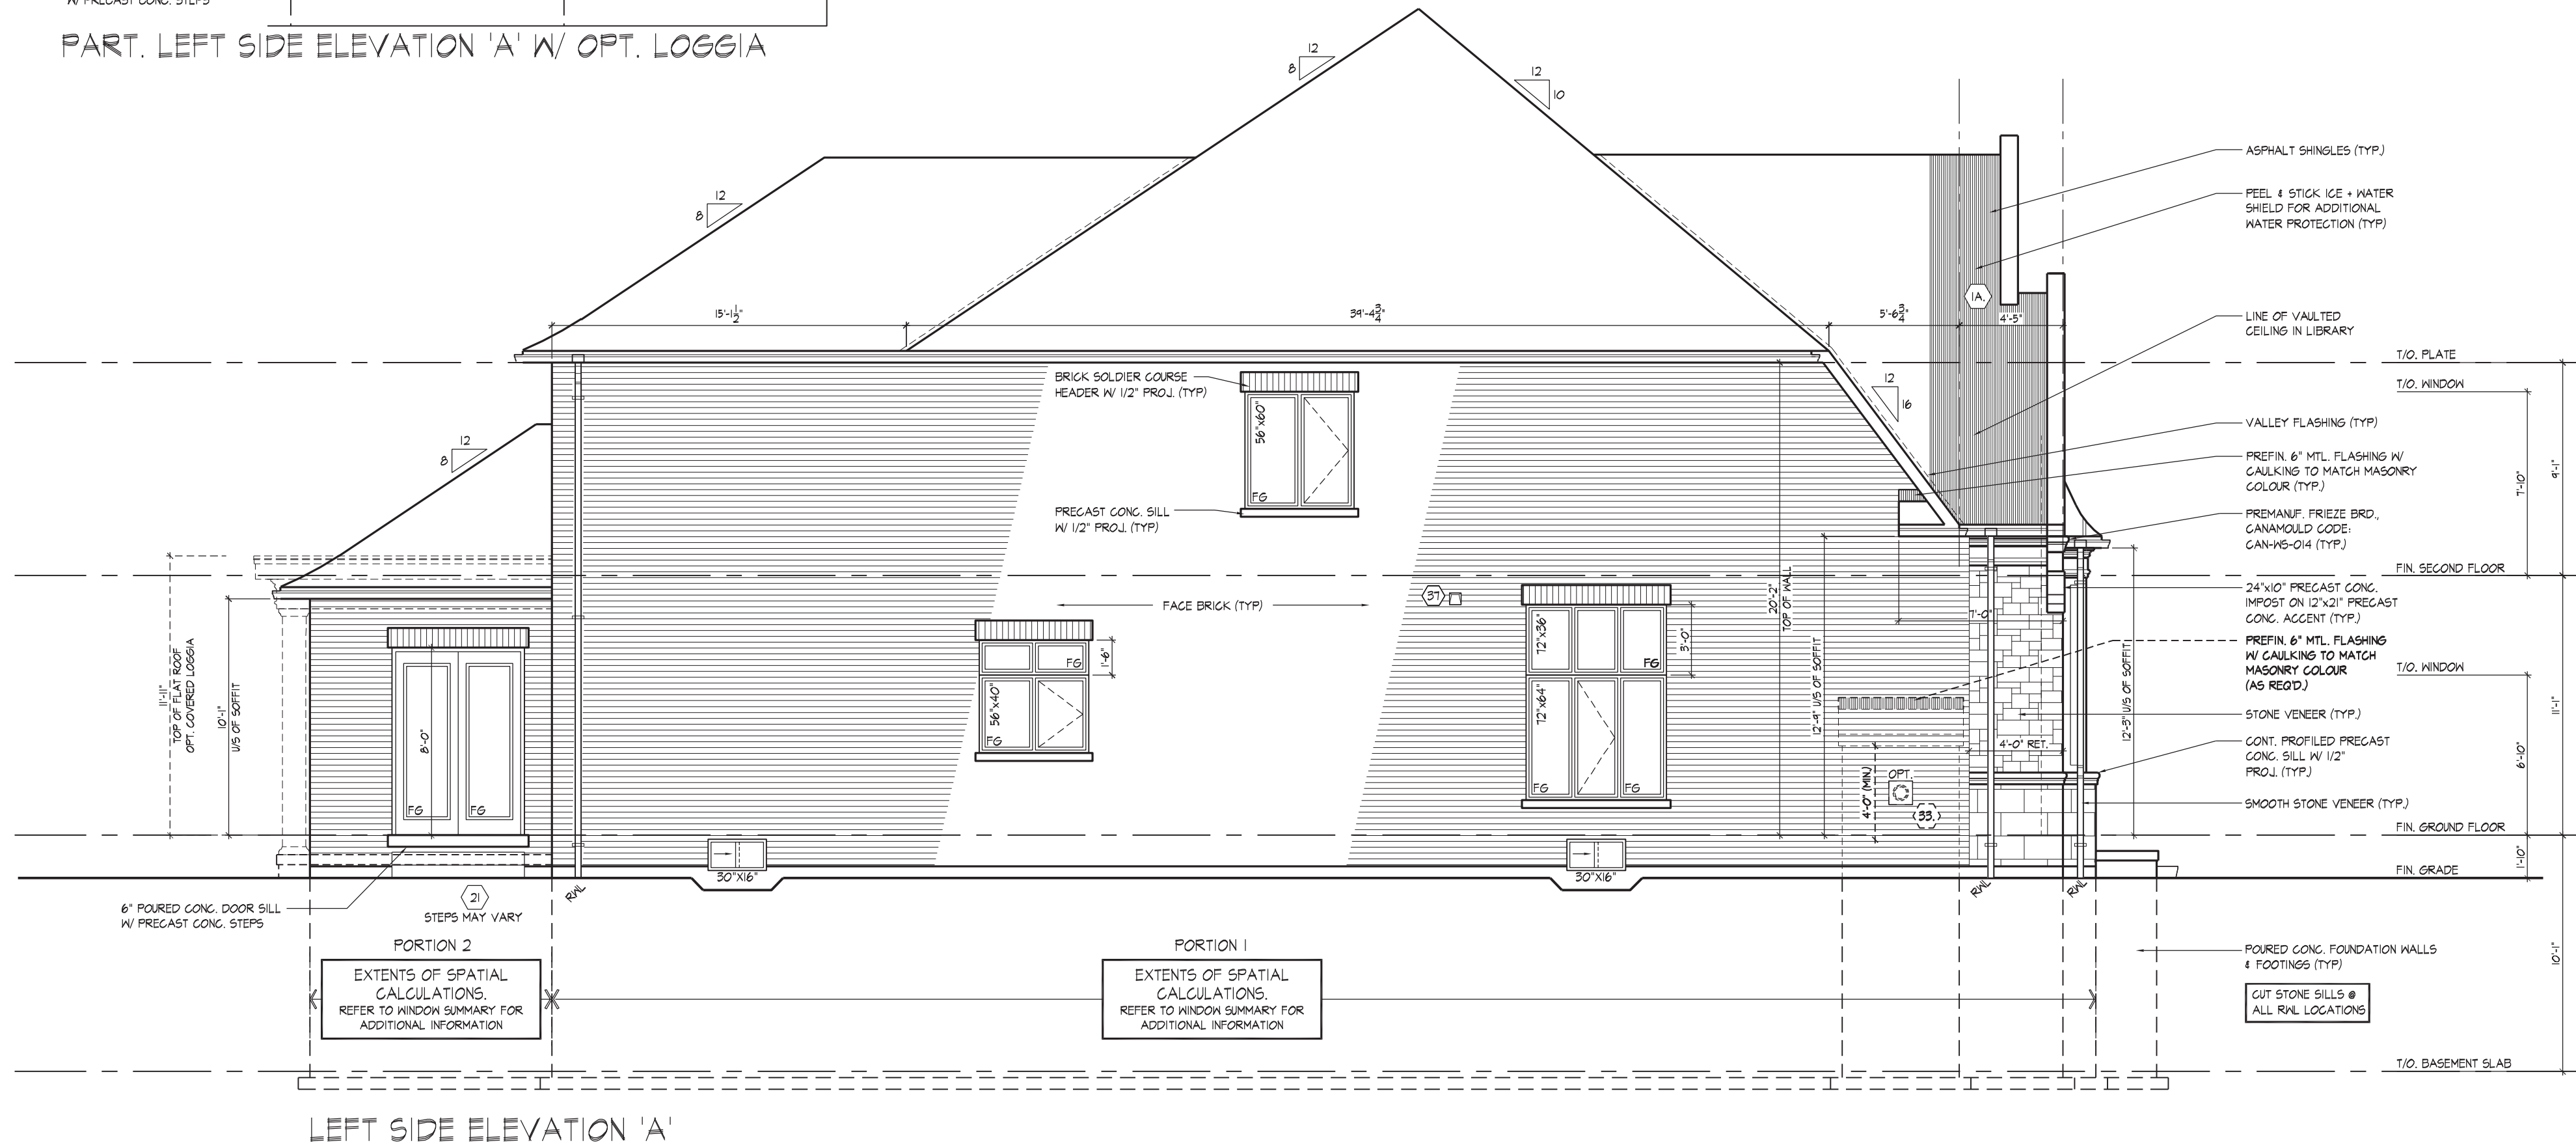 W/ PRECAST CONC. STEPS
PART. LEFT SIDE ELEVATION 'A' W/ OPT. LOGGIA
12
8
12
10
12
8
12
8
12
16
15'-1 1/2"
39'-4 3/4"
5'-6 3/4"
4'-5"
1A.
BRICK SOLDIER COURSE
HEADER W/ 1/2" PROJ. (TYP)
56"x60"
FG
PRECAST CONC. SILL
W/ 1/2" PROJ. (TYP)
FACE BRICK (TYP)
37
11'-11"
TOP OF FLAT ROOF
OPT. COVERED LOGGIA
10'-1"
U/S OF SOFFIT
8'-0"
FG
FG
FG
1'-6"
56"x40"
FG
72"x36"
FG
3'-0"
72"x64"
FG
FG
20'-2"
TOP OF WALL
12'-9" U/S OF SOFFIT
7'-0"
4'-0" RET.
4'-0" (MIN.)
OPT.
33.
12'-3" U/S OF SOFFIT
30"X16"
30"X16"
RWL
RWL
RWL
21
STEPS MAY VARY
6" POURED CONC. DOOR SILL
W/ PRECAST CONC. STEPS
PORTION 2
EXTENTS OF SPATIAL
CALCULATIONS.
REFER TO WINDOW SUMMARY FOR
ADDITIONAL INFORMATION
PORTION 1
EXTENTS OF SPATIAL
CALCULATIONS.
REFER TO WINDOW SUMMARY FOR
ADDITIONAL INFORMATION
ASPHALT SHINGLES (TYP.)
PEEL & STICK ICE + WATER
SHIELD FOR ADDITIONAL
WATER PROTECTION (TYP)
LINE OF VAULTED
CEILING IN LIBRARY
VALLEY FLASHING (TYP)
PREFIN. 6" MTL. FLASHING W/
CAULKING TO MATCH MASONRY
COLOUR (TYP.)
PREMANUF. FRIEZE BRD.,
CANAMOULD CODE:
CAN-WS-014 (TYP.)
24"x10" PRECAST CONC.
IMPOST ON 12"x21" PRECAST
CONC. ACCENT (TYP.)
PREFIN. 6" MTL. FLASHING
W/ CAULKING TO MATCH
MASONRY COLOUR
(AS REQ'D.)
STONE VENEER (TYP.)
CONT. PROFILED PRECAST
CONC. SILL W/ 1/2"
PROJ. (TYP.)
SMOOTH STONE VENEER (TYP.)
POURED CONC. FOUNDATION WALLS
& FOOTINGS (TYP)
CUT STONE SILLS @
ALL RWL LOCATIONS
T/O. PLATE
T/O. WINDOW
7'-10"
9'-1"
FIN. SECOND FLOOR
T/O. WINDOW
6'-10"
11'-1"
FIN. GROUND FLOOR
1'-10"
FIN. GRADE
10'-1"
T/O. BASEMENT SLAB
LEFT SIDE ELEVATION 'A'